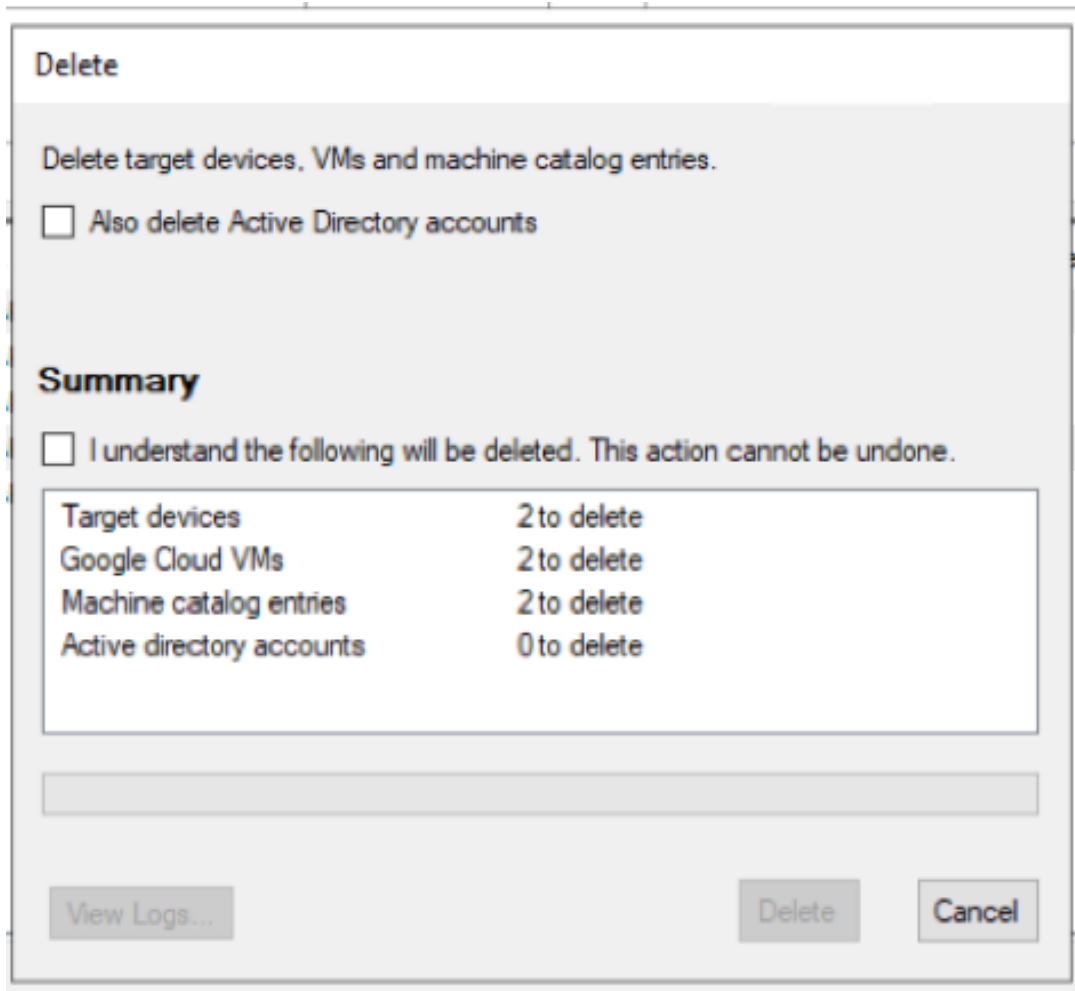 Delete
Delete target devices, VMs and machine catalog entries.
Also delete Active Directory accounts
Summary
I understand the following will be deleted. This action cannot be undone.
Target devices 2 to delete
Google Cloud VMs 2 to delete
Machine catalog entries 2 to delete
Active directory accounts 0 to delete
View Logs... Delete Cancel